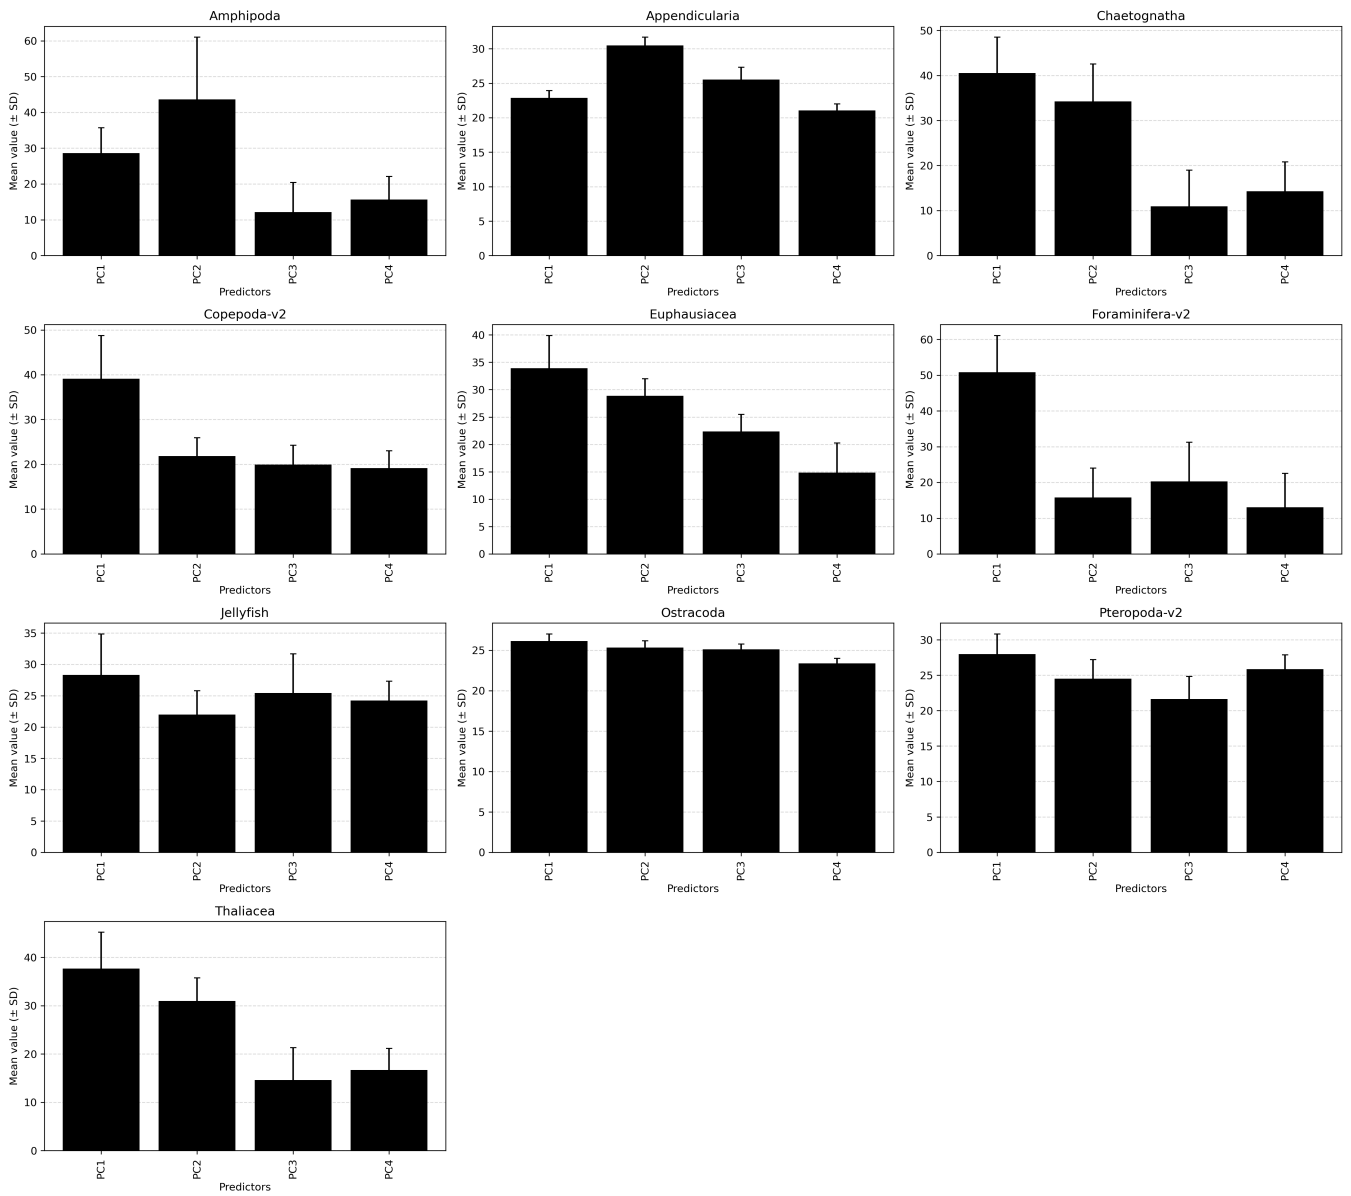 Amphipoda
Mean value (± SD)
60
50
40
30
20
10
0
PC1 PC2 PC3 PC4
Predictors
Appendicularia
Mean value (± SD)
30
25
20
15
10
5
0
PC1 PC2 PC3 PC4
Predictors
Chaetognatha
Mean value (± SD)
50
40
30
20
10
0
PC1 PC2 PC3 PC4
Predictors
Copepoda-v2
Mean value (± SD)
50
40
30
20
10
0
PC1 PC2 PC3 PC4
Predictors
Euphausiacea
Mean value (± SD)
40
35
30
25
20
15
10
5
0
PC1 PC2 PC3 PC4
Predictors
Foraminifera-v2
Mean value (± SD)
60
50
40
30
20
10
0
PC1 PC2 PC3 PC4
Predictors
Jellyfish
Mean value (± SD)
35
30
25
20
15
10
5
0
PC1 PC2 PC3 PC4
Predictors
Ostracoda
Mean value (± SD)
25
20
15
10
5
0
PC1 PC2 PC3 PC4
Predictors
Pteropoda-v2
Mean value (± SD)
30
25
20
15
10
5
0
PC1 PC2 PC3 PC4
Predictors
Thaliacea
Mean value (± SD)
40
30
20
10
0
PC1 PC2 PC3 PC4
Predictors